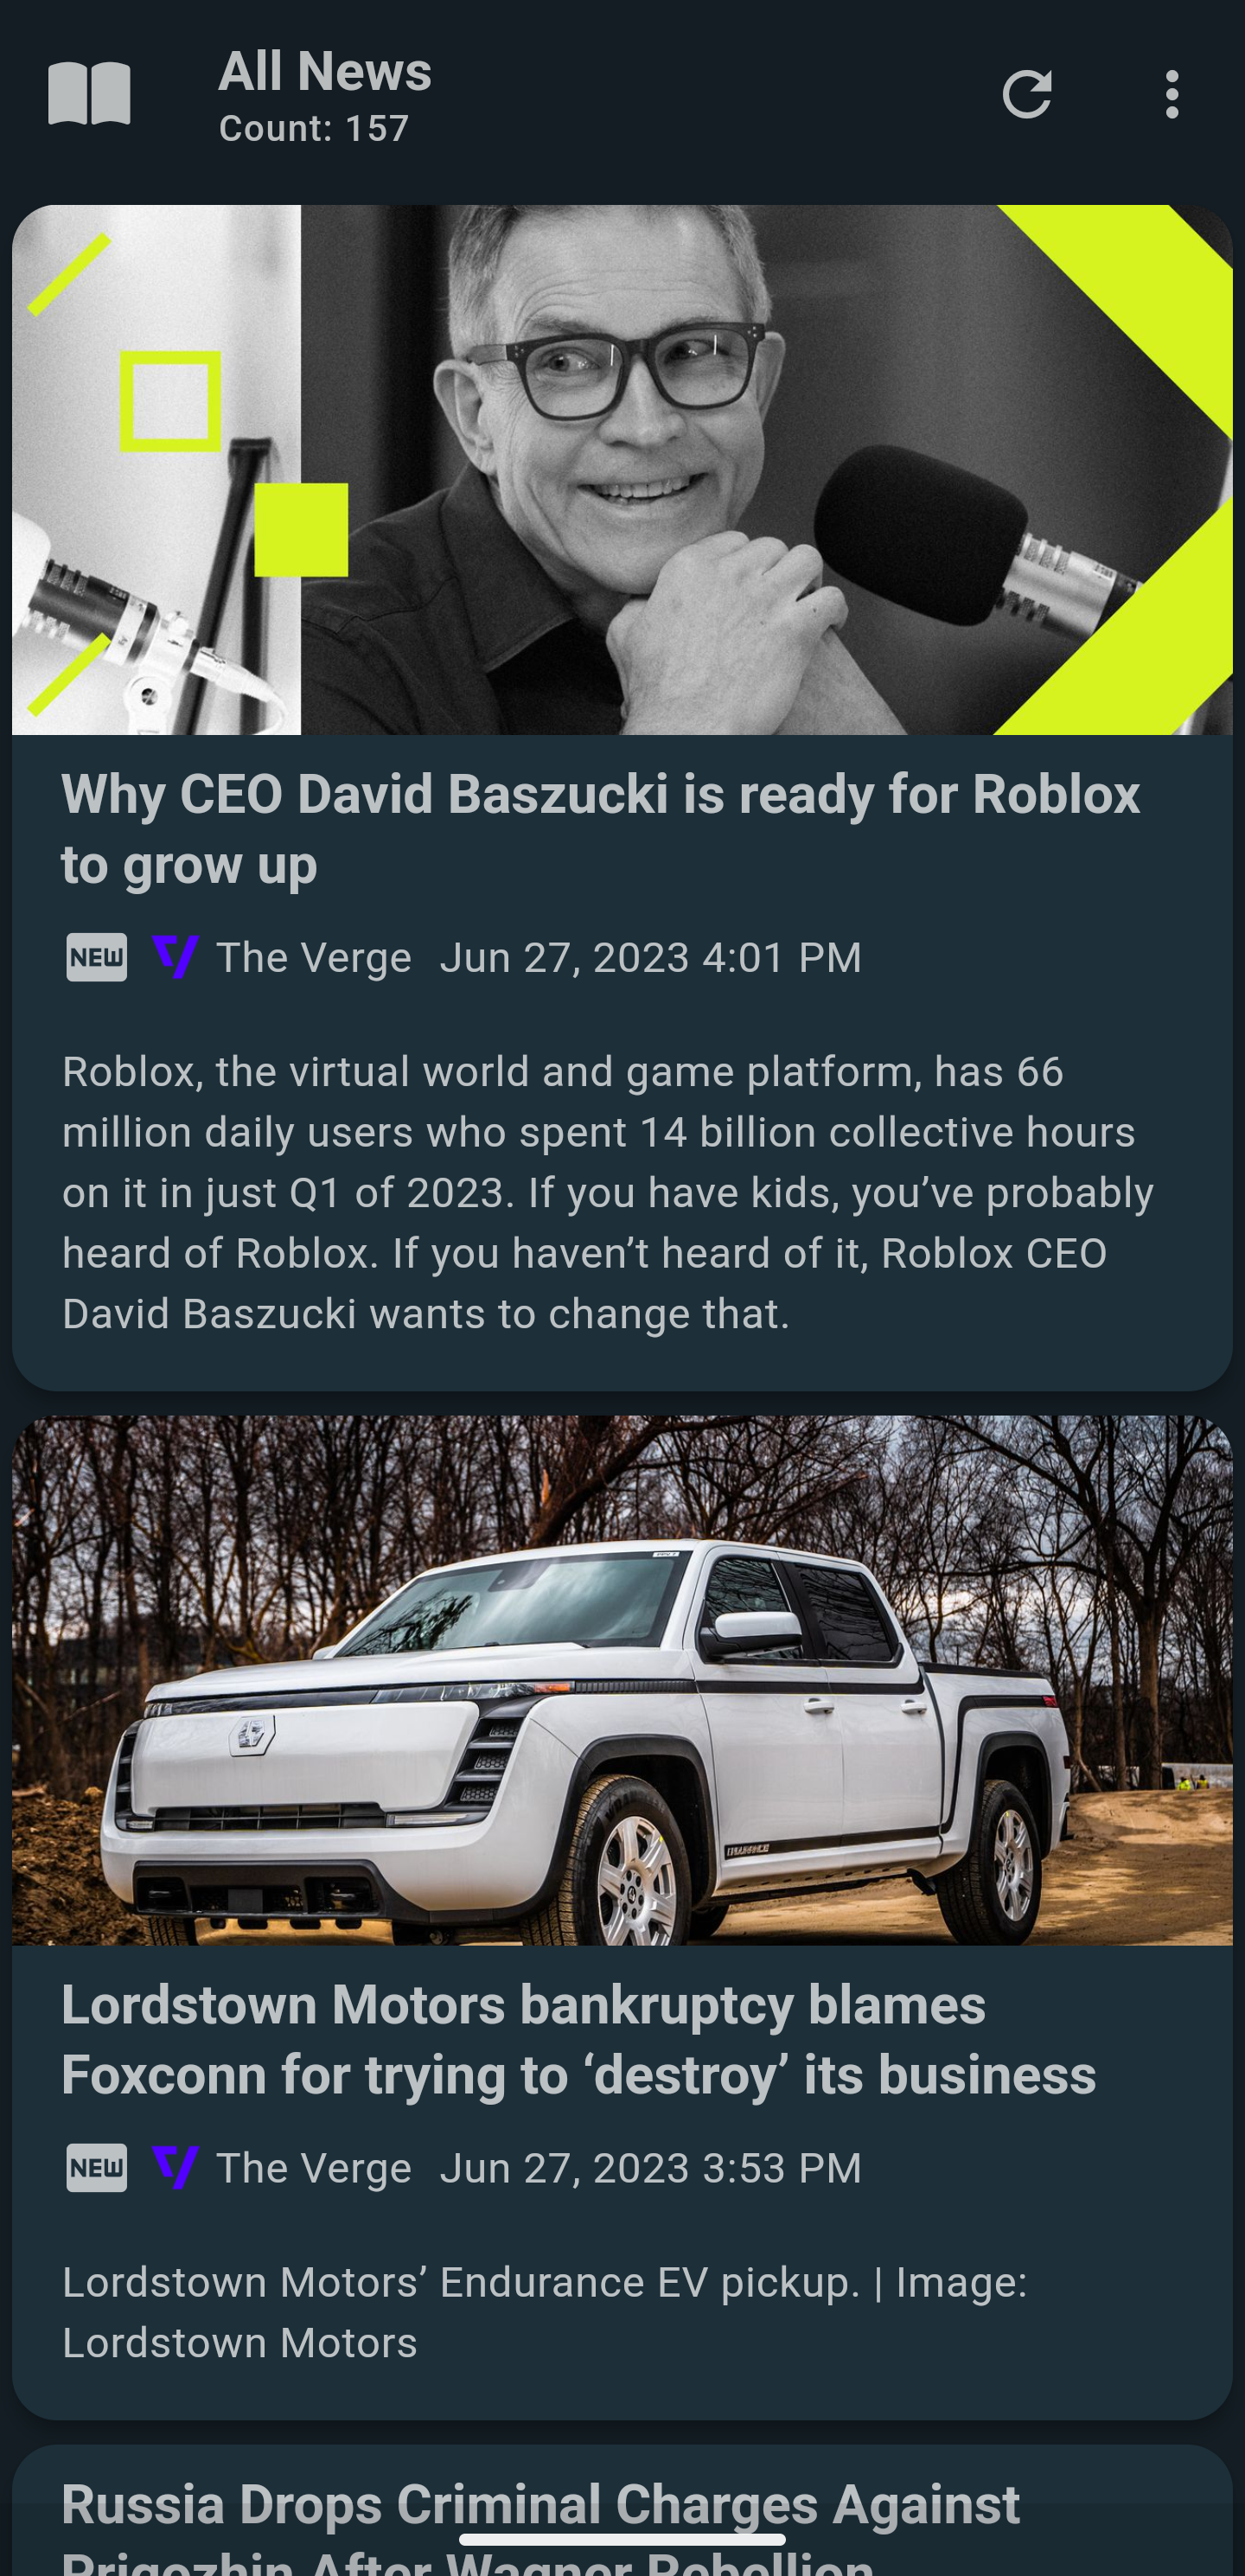 All News
Count: 157
Why CEO David Baszucki is ready for Roblox
to grow up
NEW The Verge Jun 27, 2023 4:01 PM
Roblox, the virtual world and game platform, has 66
million daily users who spent 14 billion collective hours
on it in just Q1 of 2023. If you have kids, you’ve probably
heard of Roblox. If you haven’t heard of it, Roblox CEO
David Baszucki wants to change that.
Lordstown Motors bankruptcy blames
Foxconn for trying to ‘destroy’ its business
NEW The Verge Jun 27, 2023 3:53 PM
Lordstown Motors’ Endurance EV pickup. | Image:
Lordstown Motors
Russia Drops Criminal Charges Against
Prigozhin After Wagner Rebellion